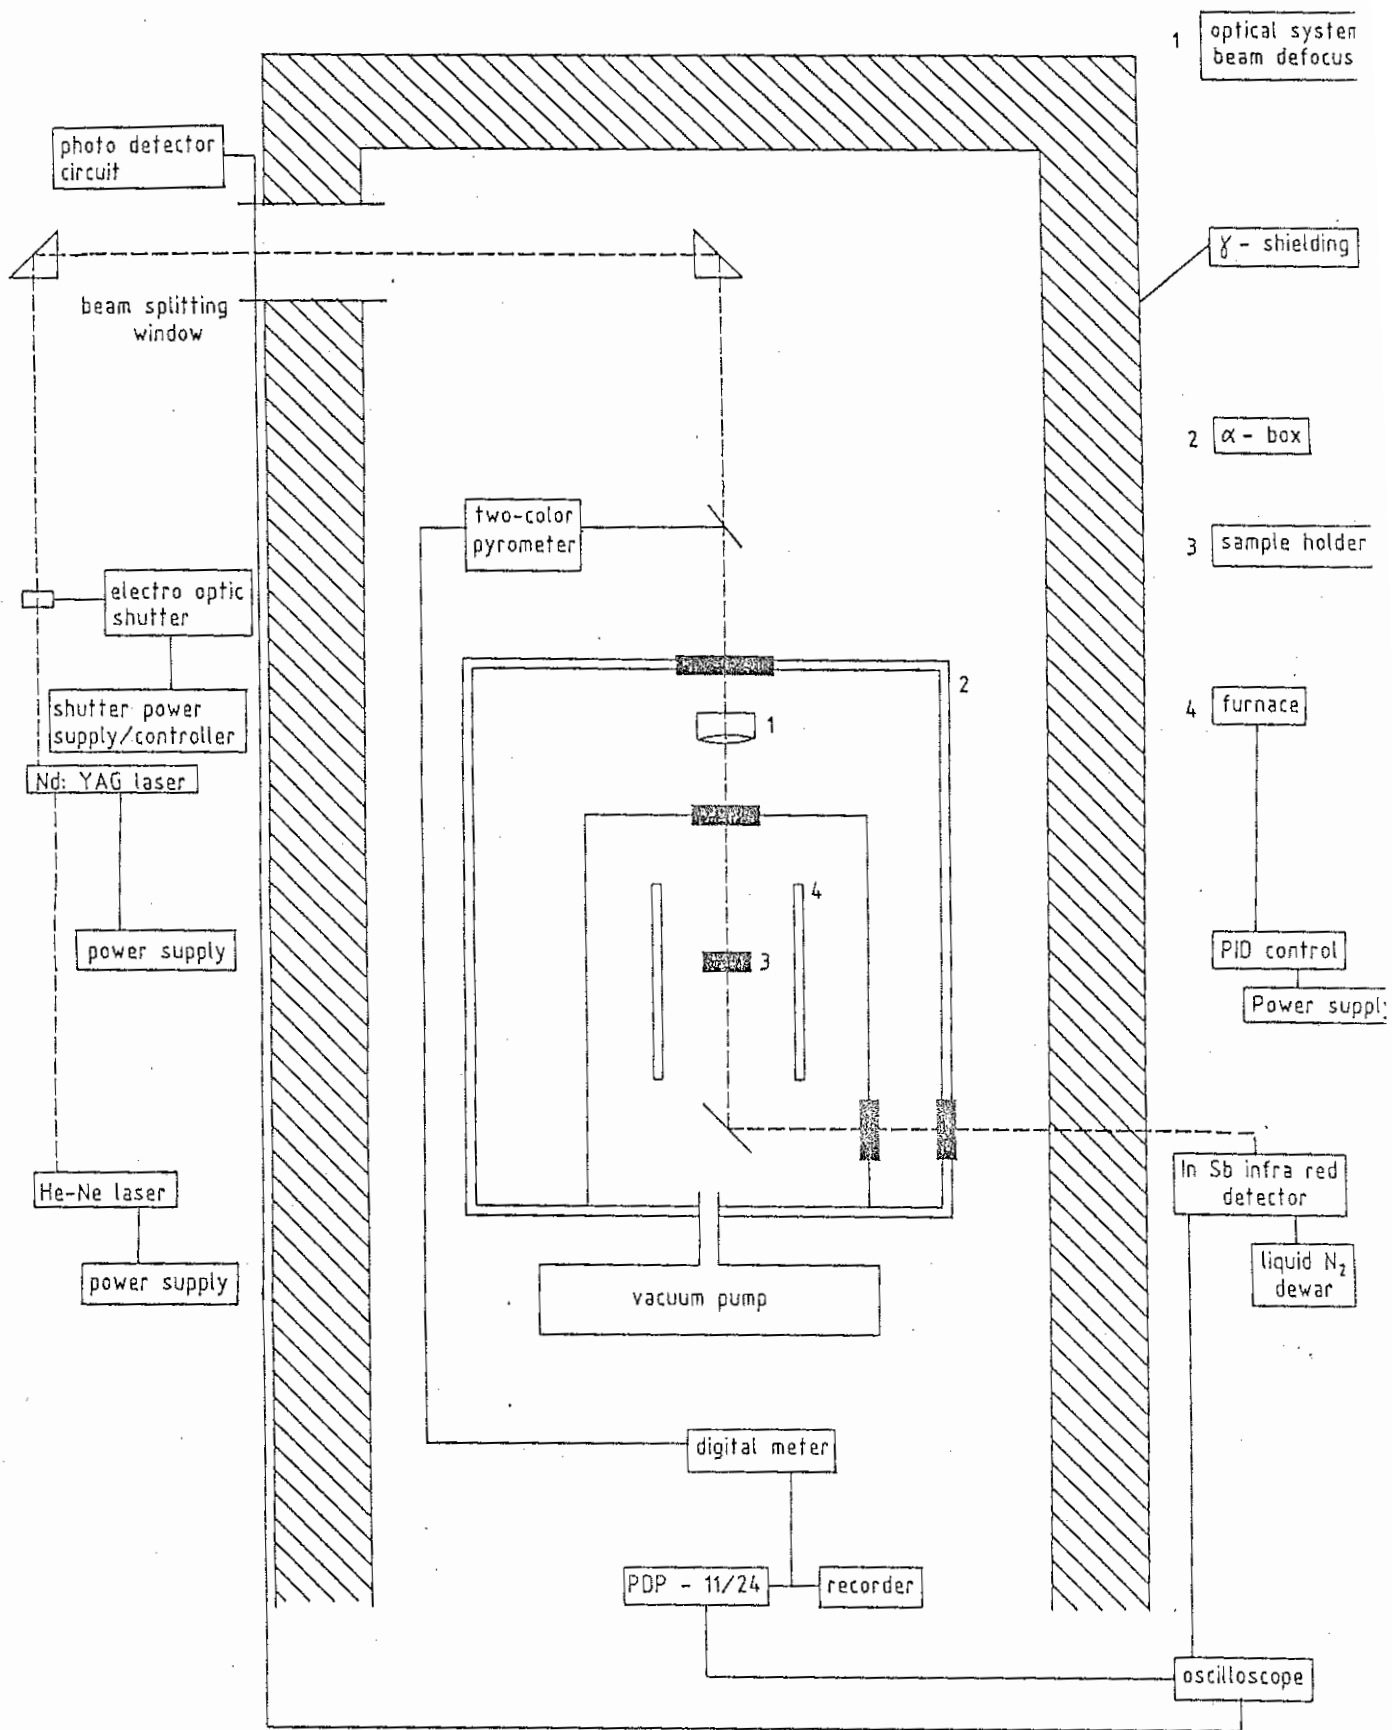 1
optical system
beam defocus
photo detector
circuit
γ - shielding
beam splitting
window
2
α - box
two-color
pyrometer
3
sample holder
electro optic
shutter
2
4
furnace
shutter power
supply/controller
1
Nd: YAG laser
4
power supply
3
PID control
Power supply
In Sb infra red
detector
He-Ne laser
liquid N₂
dewar
power supply
vacuum pump
digital meter
PDP - 11/24
recorder
oscilloscope